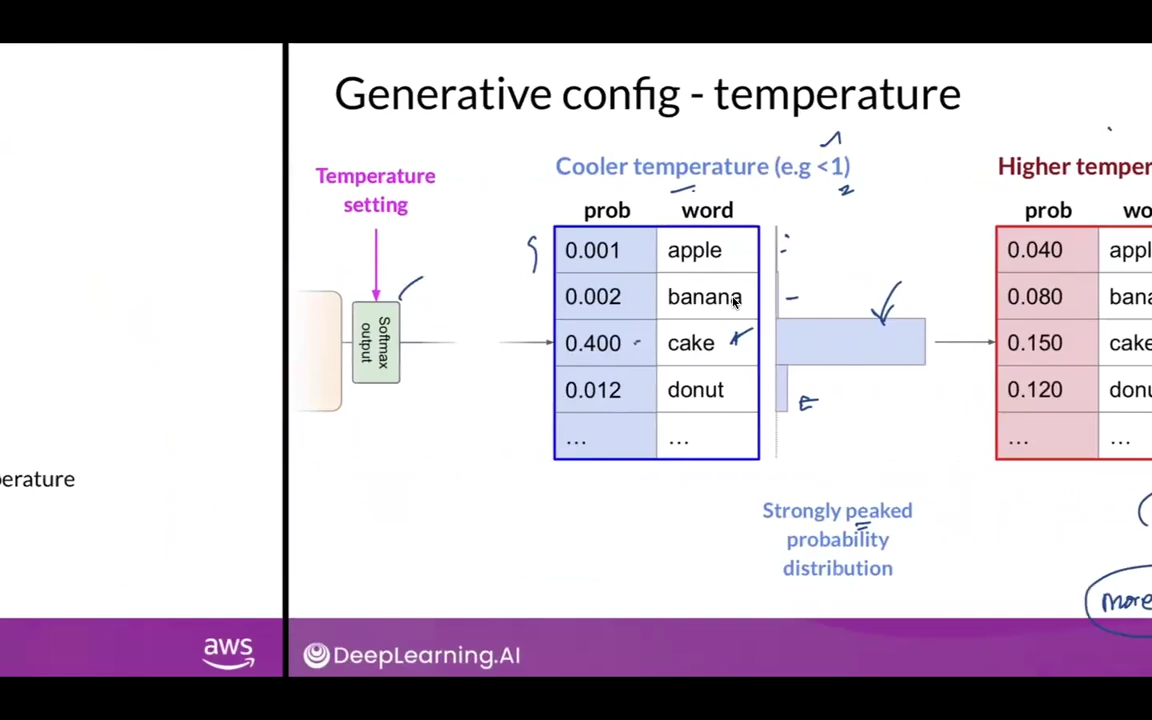 Generative config - temperature
Temperature
setting
Softmax
output
Cooler temperature (e.g <1)
prob word
0.001 apple
0.002 banana
0.400 cake
0.012 donut
... ...
Strongly peaked
probability
distribution
Higher temper
prob wo
0.040 appl
0.080 bana
0.150 cake
0.120 donu
... ...
more
erature
aws
DeepLearning.AI